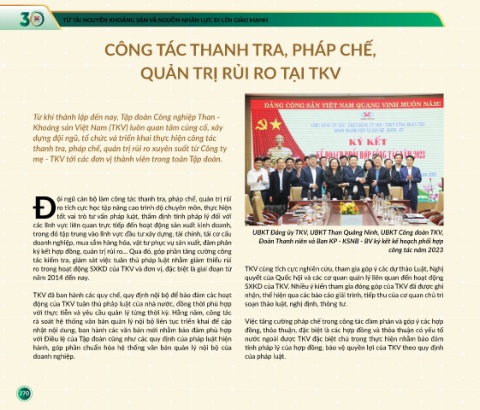 30
TỪ TÀI NGUYÊN KHOÁNG SẢN VÀ NGUỒN NHÂN LỰC ĐI LÊN GIÀU MẠNH
CÔNG TÁC THANH TRA, PHÁP CHẾ,
QUẢN TRỊ RỦI RO TẠI TKV
Từ khi thành lập đến nay, Tập đoàn Công nghiệp Than -
Khoáng sản Việt Nam (TKV) luôn quan tâm củng cố, xây
dựng đội ngũ, tổ chức và triển khai thực hiện công tác
thanh tra, pháp chế, quản trị rủi ro xuyên suốt từ Công ty
mẹ - TKV tới các đơn vị thành viên trong toàn Tập đoàn.
Đội ngũ cán bộ làm công tác thanh tra, pháp chế, quản trị rủi
ro tích cực học tập nâng cao trình độ chuyên môn, thực hiện
tốt vai trò tư vấn pháp luật, thẩm định tính pháp lý đối với
các lĩnh vực liên quan trực tiếp đến hoạt động sản xuất kinh doanh,
trong đó tập trung vào lĩnh vực đầu tư xây dựng, tài chính, tái cơ cấu
doanh nghiệp, mua sắm hàng hóa, vật tư phục vụ sản xuất, đàm phán
ký kết hợp đồng, quản trị rủi ro... Qua đó, góp phần tăng cường công
tác kiểm tra, giám sát việc tuân thủ pháp luật nhằm giảm thiểu rủi
ro trong hoạt động SXKD của TKV và đơn vị, đặc biệt là giai đoạn từ
năm 2014 đến nay.
TKV đã ban hành các quy chế, quy định nội bộ để bảo đảm các hoạt
động của TKV tuân thủ pháp luật của nhà nước, đồng thời phù hợp
với thực tiễn và yêu cầu quản lý từng thời kỳ. Hằng năm, công tác
rà soát hệ thống văn bản quản lý nội bộ liên tục triển khai để cập
nhật nội dung, ban hành các văn bản mới nhằm bảo đảm phù hợp
với Điều lệ của Tập đoàn cũng như các quy định của pháp luật hiện
hành, góp phần chuẩn hóa hệ thống văn bản quản lý nội bộ của
doanh nghiệp.
ĐẢNG CỘNG SẢN VIỆT NAM QUANG VINH MUÔN NĂM!
KÝ KẾT
KẾ HOẠCH PHỐI HỢP CÔNG TÁC NĂM 2023
UBKT Đảng ủy TKV, UBKT Than Quảng Ninh, UBKT Công đoàn TKV,
Đoàn Thanh niên và Ban KP - KSNB - BV ký kết kế hoạch phối hợp
công tác năm 2023
TKV cũng tích cực nghiên cứu, tham gia góp ý các dự thảo Luật, Nghị
quyết của Quốc hội và các cơ quan quản lý liên quan đến hoạt động
SXKD của TKV. Nhiều ý kiến tham gia đóng góp của TKV đã được ghi
nhận, thể hiện qua các báo cáo giải trình, tiếp thu của cơ quan chủ trì
soạn thảo luật, nghị định, thông tư.
Việc tăng cường pháp chế trong công tác đàm phán và góp ý các hợp
đồng, thỏa thuận, đặc biệt là các hợp đồng và thỏa thuận có yếu tố
nước ngoài được TKV đặc biệt chú trọng thực hiện nhằm bảo đảm
tính pháp lý của hợp đồng, bảo vệ quyền lợi của TKV theo quy định
của pháp luật.
270